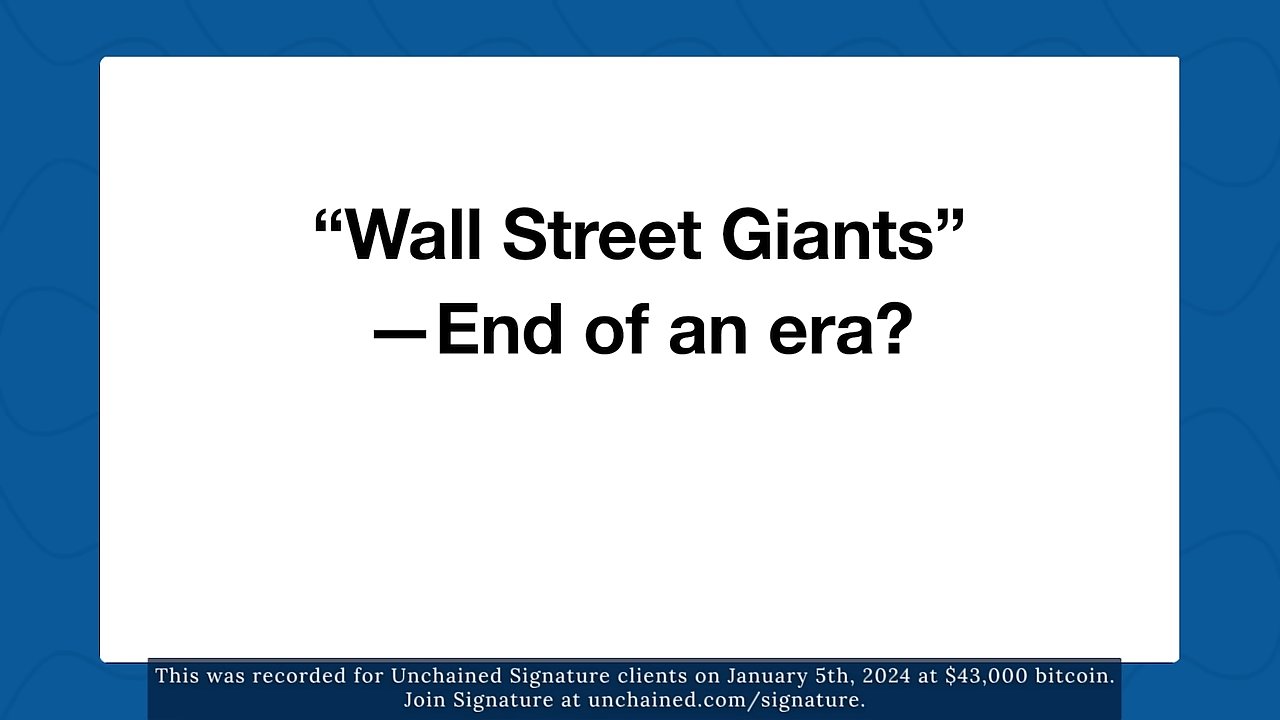 “Wall Street Giants”
—End of an era?
This was recorded for Unchained Signature clients on January 5th, 2024 at $43,000 bitcoin.
Join Signature at unchained.com/signature.